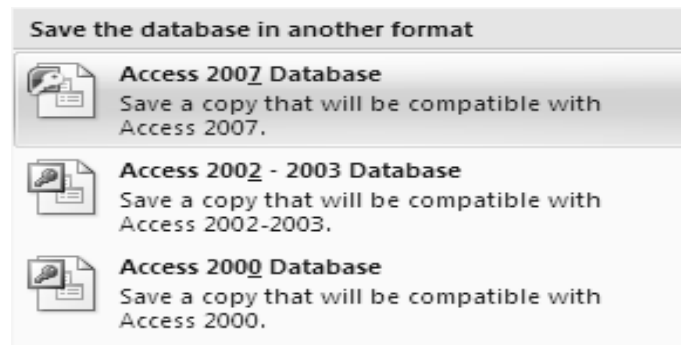 Save the database in another format
Access 2007 Database
Save a copy that will be compatible with
Access 2007.
Access 2002 - 2003 Database
Save a copy that will be compatible with
Access 2002-2003.
Access 2000 Database
Save a copy that will be compatible with
Access 2000.